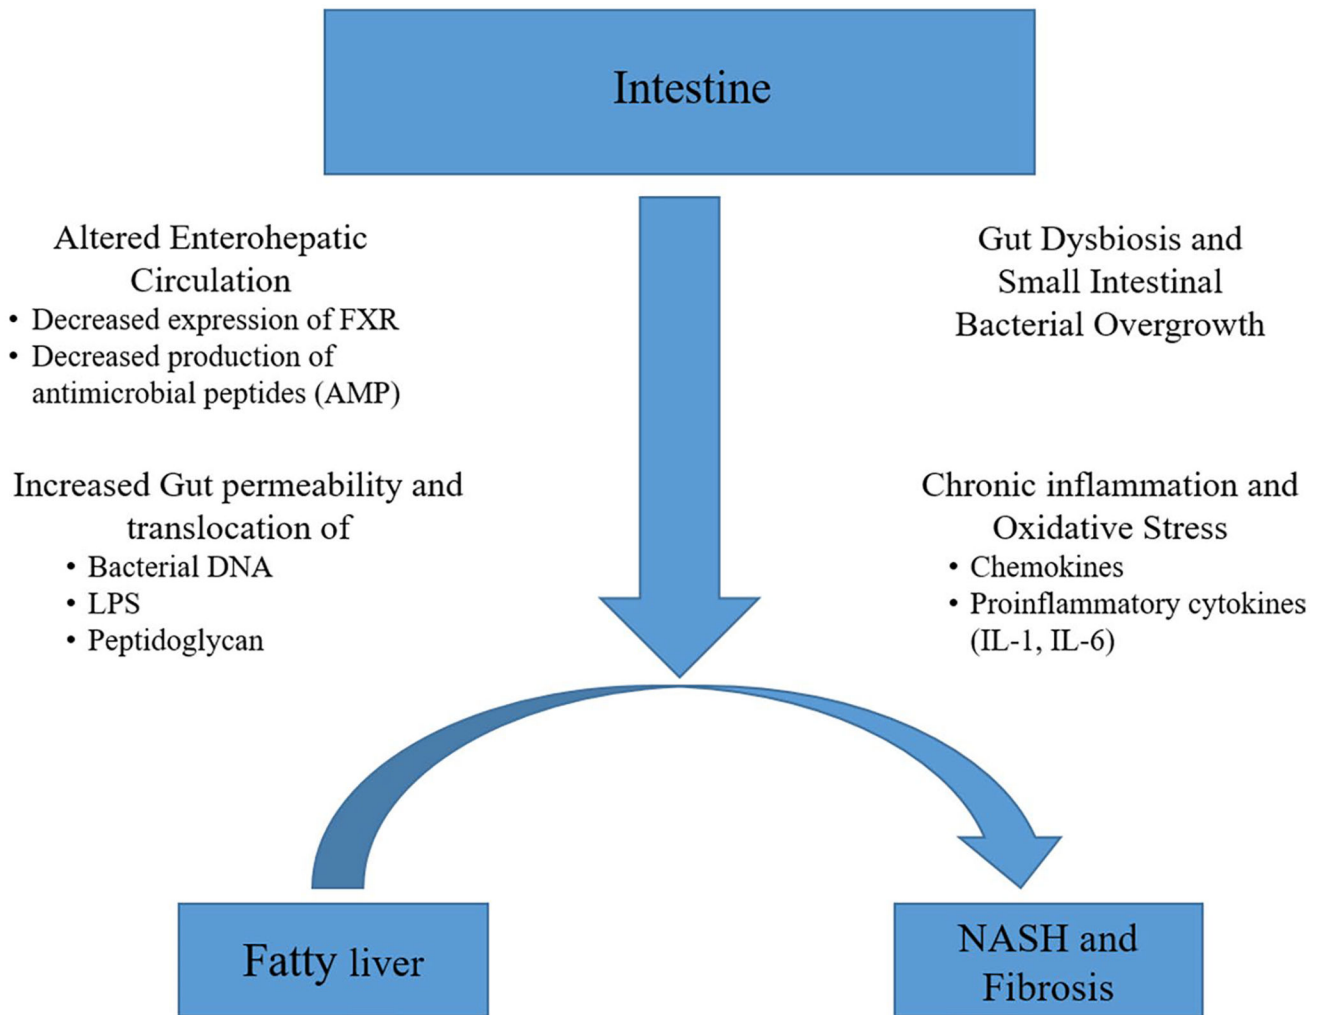 Intestine
Altered Enterohepatic
Circulation
• Decreased expression of FXR
• Decreased production of
antimicrobial peptides (AMP)
Gut Dysbiosis and
Small Intestinal
Bacterial Overgrowth
Increased Gut permeability and
translocation of
• Bacterial DNA
• LPS
• Peptidoglycan
Chronic inflammation and
Oxidative Stress
• Chemokines
• Proinflammatory cytokines
(IL-1, IL-6)
Fatty liver
NASH and
Fibrosis